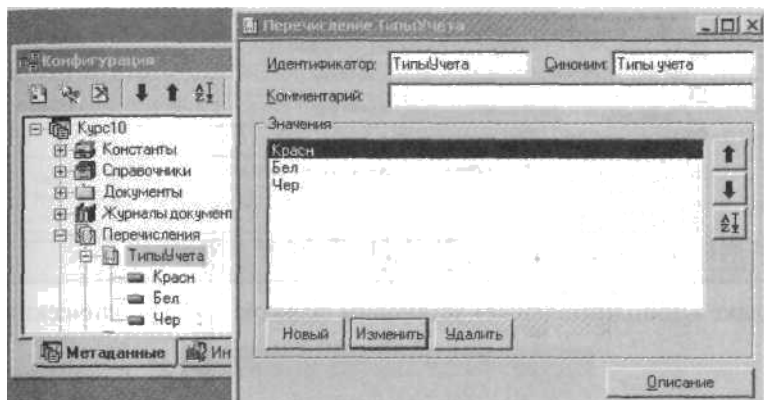 Конфигурация
Курс10
Константы
Справочники
Документы
Журналы документ
Перечисления
ТипыУчета
Красн
Бел
Чер
Метаданные
Ин
Перечисление ТипыУчета
Идентификатор: ТипыУчета Синоним: Типы учета
Комментарий:
Значения
Красн
Бел
Чер
Новый Изменить Удалить
Описание